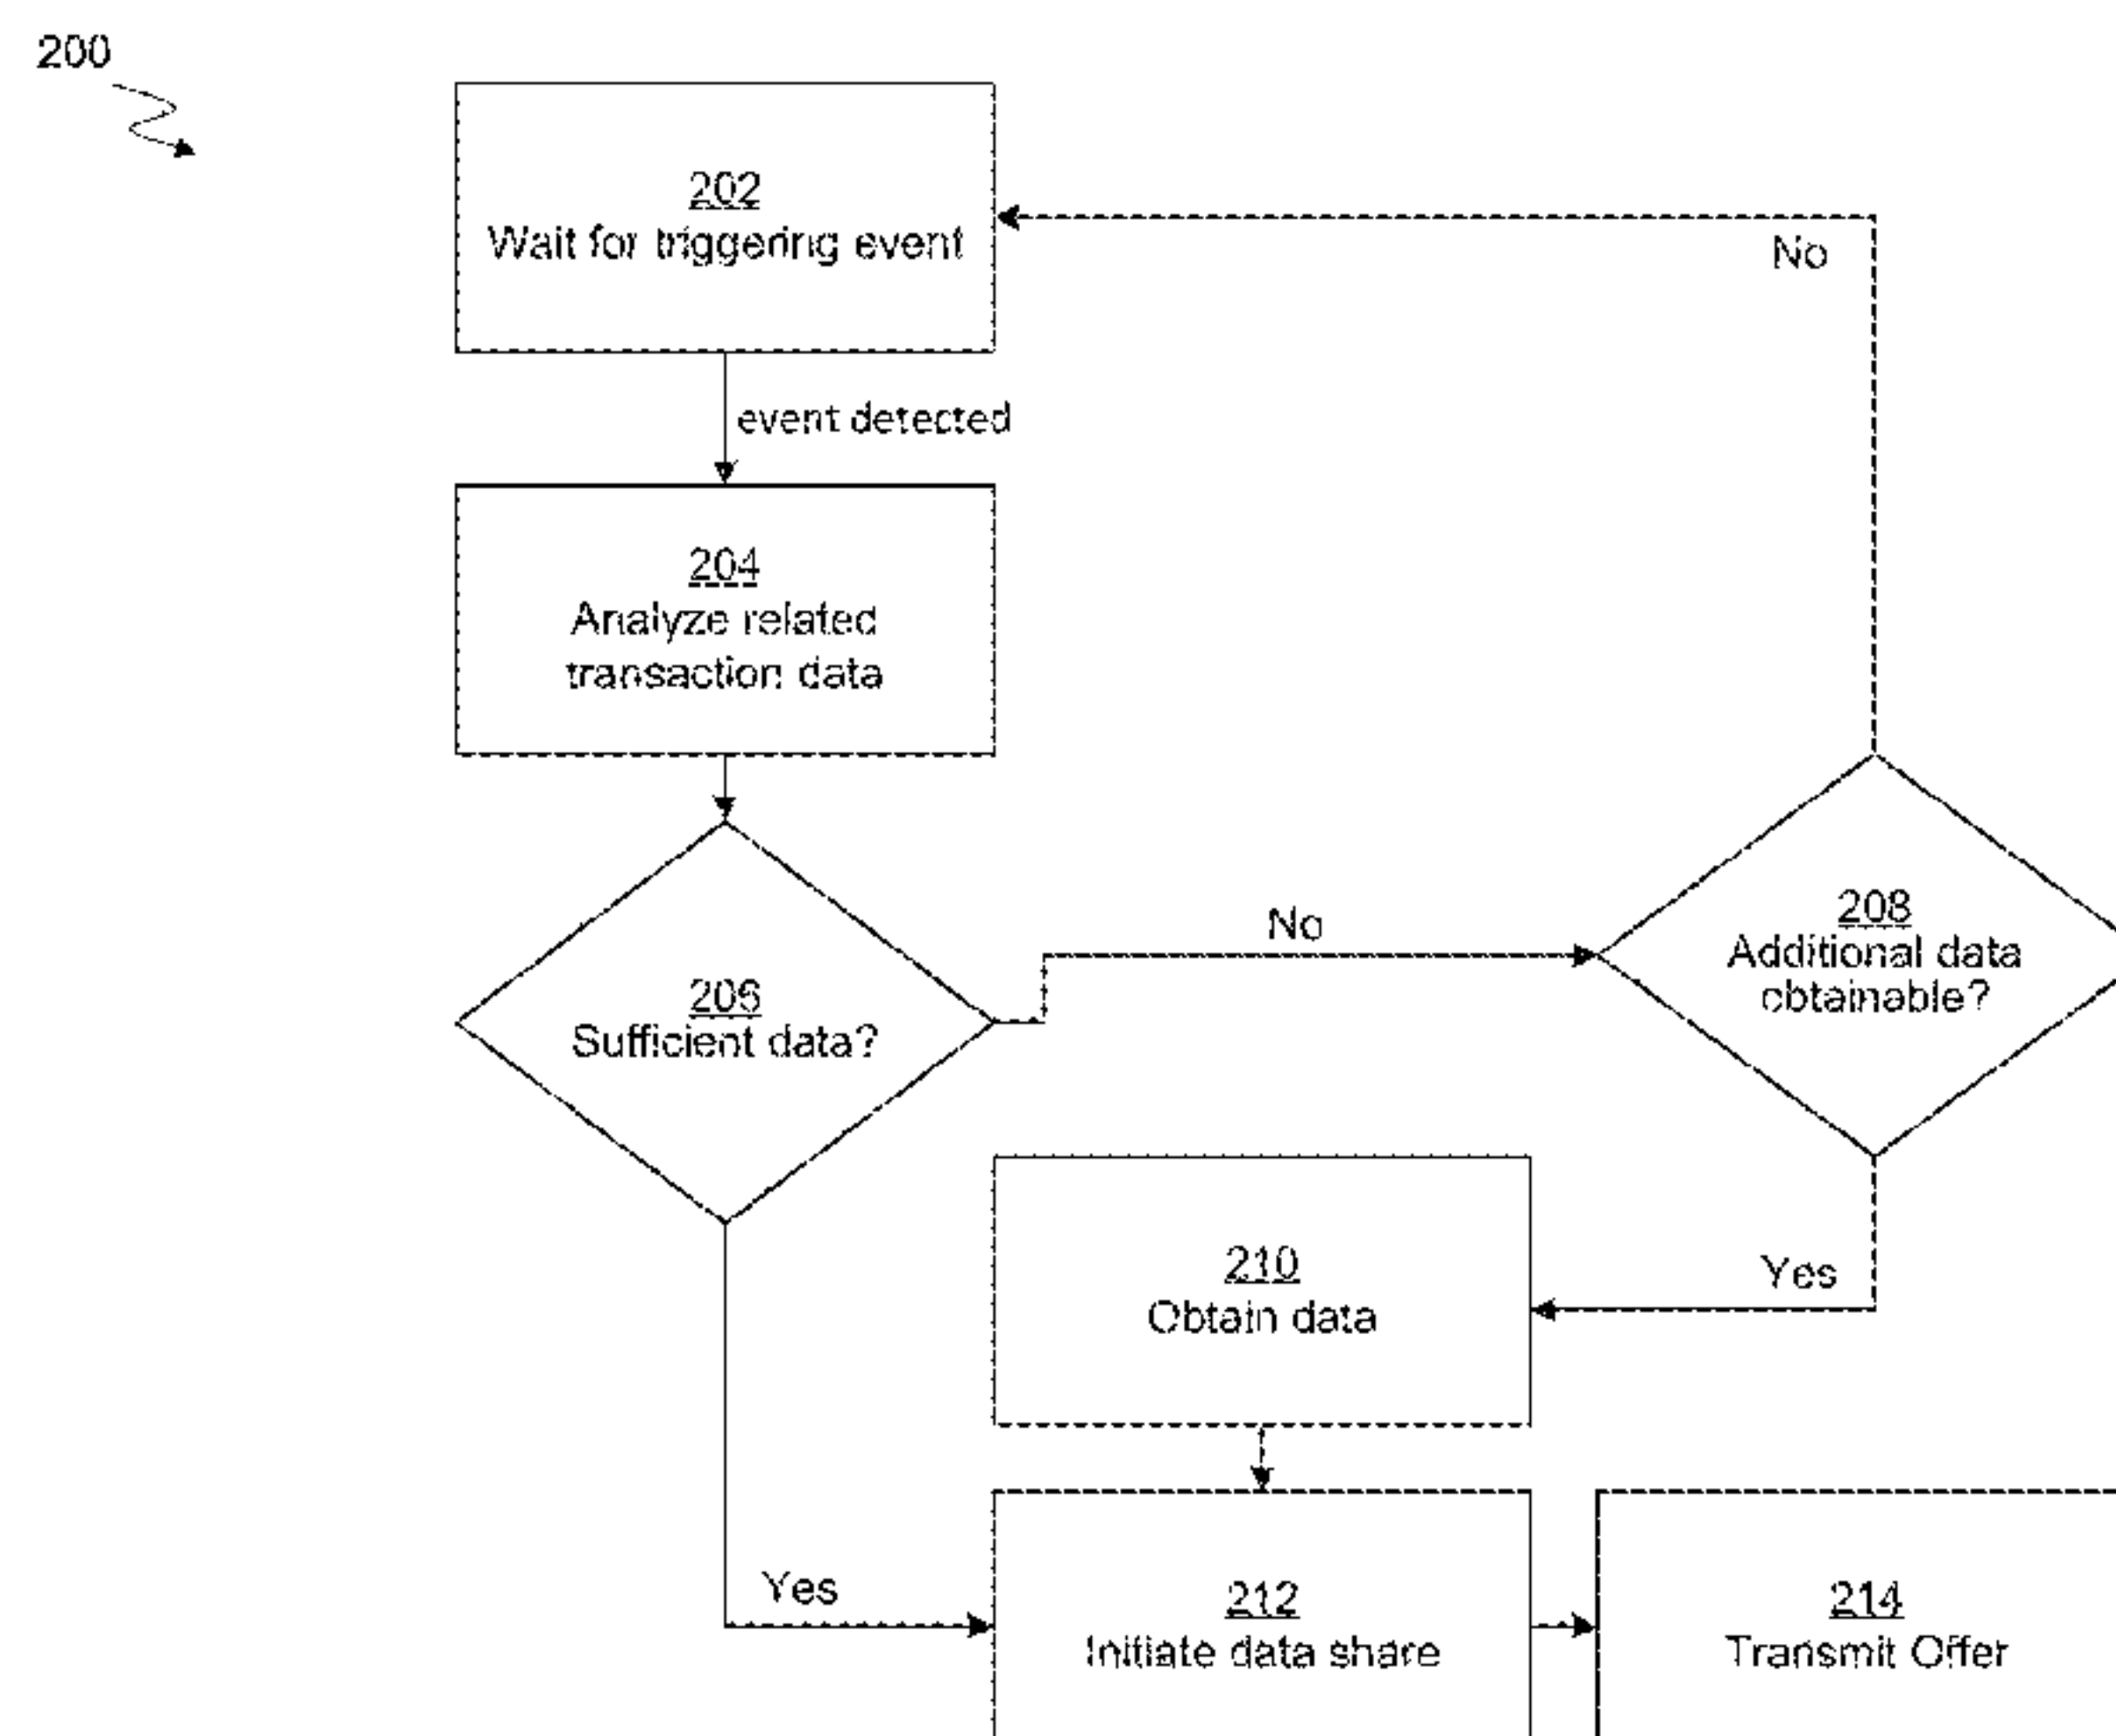 200
202
Wait for triggering event
No
event detected
204
Analyze related
transaction data
No
208
Additional data
obtainable?
206
Sufficient data?
210
Obtain data
Yes
Yes
212
Initiate data share
214
Transmit Offer